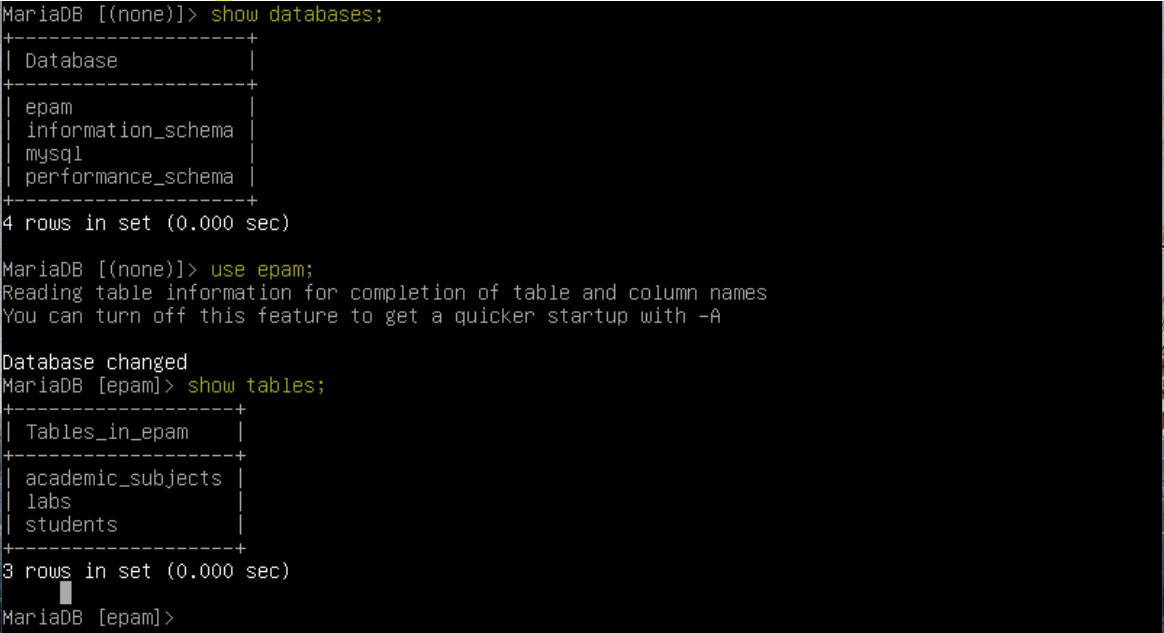 MariaDB [(none)]> show databases;
+--------------------+
| Database           |
+--------------------+
| epam               |
| information_schema |
| mysql              |
| performance_schema |
+--------------------+
4 rows in set (0.000 sec)

MariaDB [(none)]> use epam;
Reading table information for completion of table and column names
You can turn off this feature to get a quicker startup with -A

Database changed
MariaDB [epam]> show tables;
+-------------------+
| Tables_in_epam    |
+-------------------+
| academic_subjects |
| labs              |
| students          |
+-------------------+
3 rows in set (0.000 sec)

MariaDB [epam]>